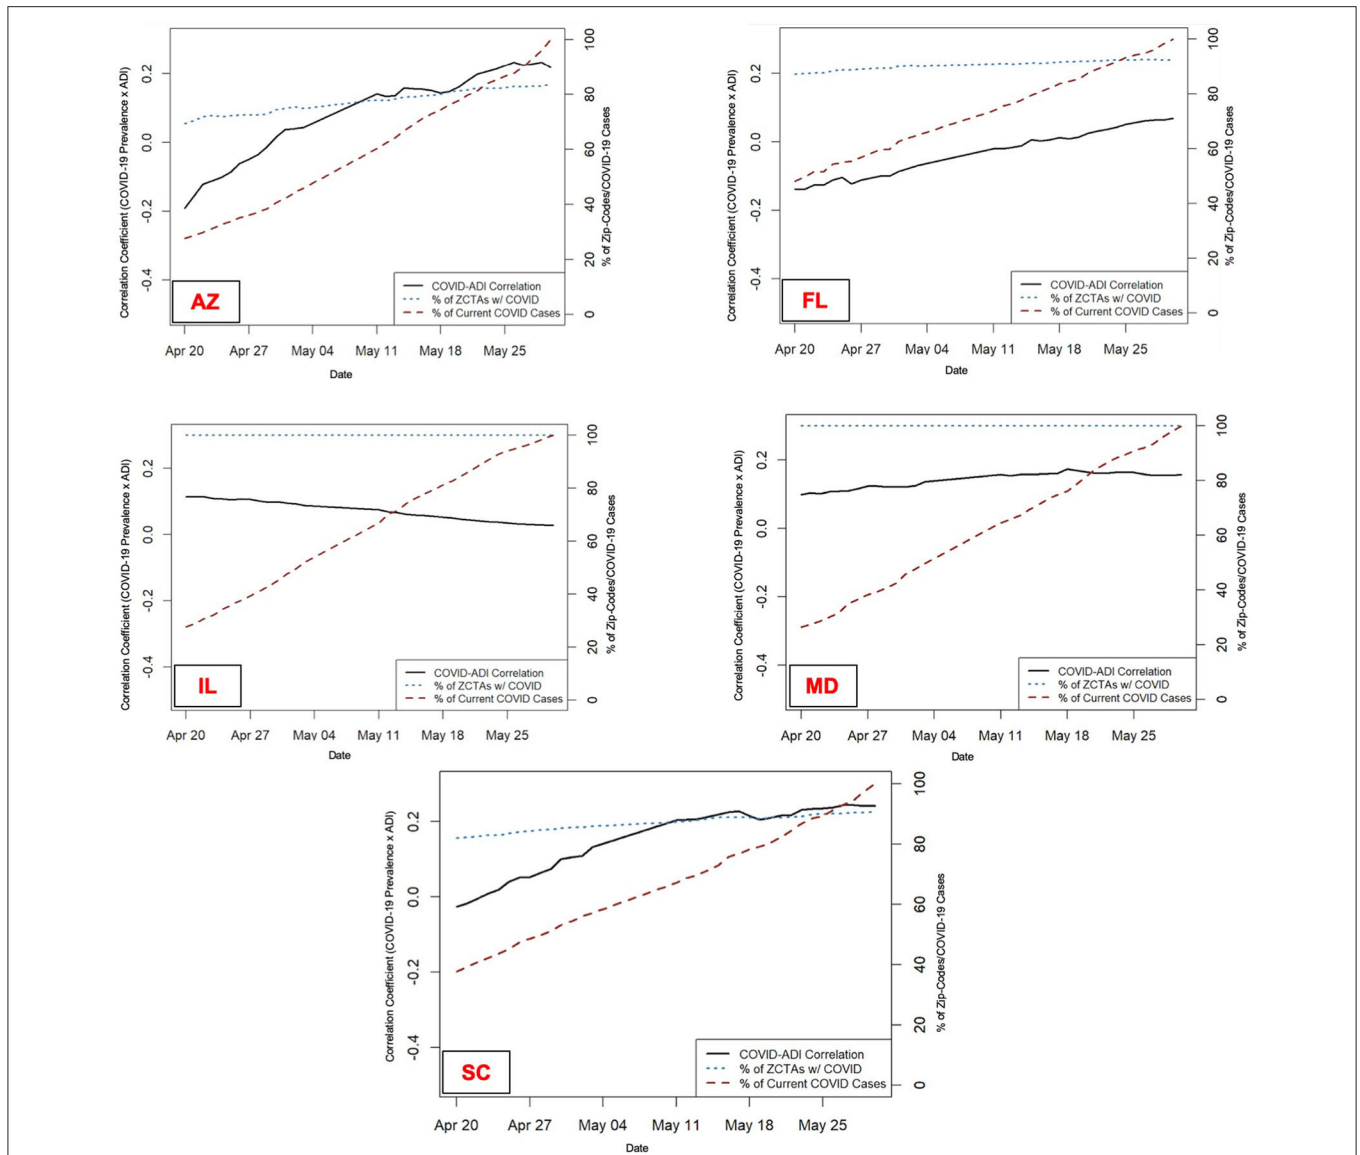 Correlation Coefficient (COVID-19 Prevalence x ADI)
0.2
0.0
-0.2
-0.4
100
80
60
40
20
0
% of Zip-Codes/COVID-19 Cases
COVID-ADI Correlation
% of ZCTAs w/ COVID
% of Current COVID Cases
AZ
Apr 20 Apr 27 May 04 May 11 May 18 May 25
Date
Correlation Coefficient (COVID-19 Prevalence x ADI)
0.2
0.0
-0.2
-0.4
100
80
60
40
20
0
% of Zip-Codes/COVID-19 Cases
COVID-ADI Correlation
% of ZCTAs w/ COVID
% of Current COVID Cases
FL
Apr 20 Apr 27 May 04 May 11 May 18 May 25
Date
Correlation Coefficient (COVID-19 Prevalence x ADI)
0.2
0.0
-0.2
-0.4
100
80
60
40
20
0
% of Zip-Codes/COVID-19 Cases
COVID-ADI Correlation
% of ZCTAs w/ COVID
% of Current COVID Cases
IL
Apr 20 Apr 27 May 04 May 11 May 18 May 25
Date
Correlation Coefficient (COVID-19 Prevalence x ADI)
0.2
0.0
-0.2
-0.4
100
80
60
40
20
0
% of Zip-Codes/COVID-19 Cases
COVID-ADI Correlation
% of ZCTAs w/ COVID
% of Current COVID Cases
MD
Apr 20 Apr 27 May 04 May 11 May 18 May 25
Date
Correlation Coefficient (COVID-19 Prevalence x ADI)
0.2
0.0
-0.2
-0.4
100
80
60
40
20
0
% of Zip-Codes/COVID-19 Cases
COVID-ADI Correlation
% of ZCTAs w/ COVID
% of Current COVID Cases
SC
Apr 20 Apr 27 May 04 May 11 May 18 May 25
Date